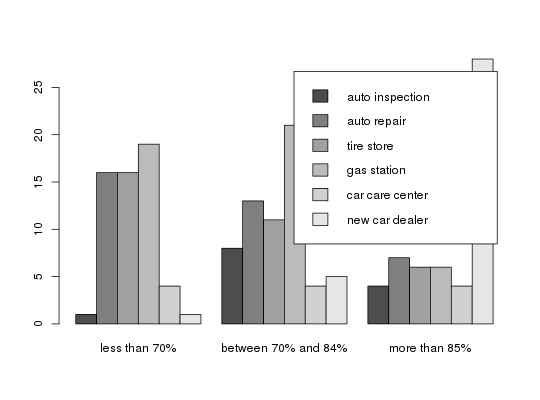 25
20
15
10
5
0
auto inspection
auto repair
tire store
gas station
car care center
new car dealer
less than 70%
between 70% and 84%
more than 85%